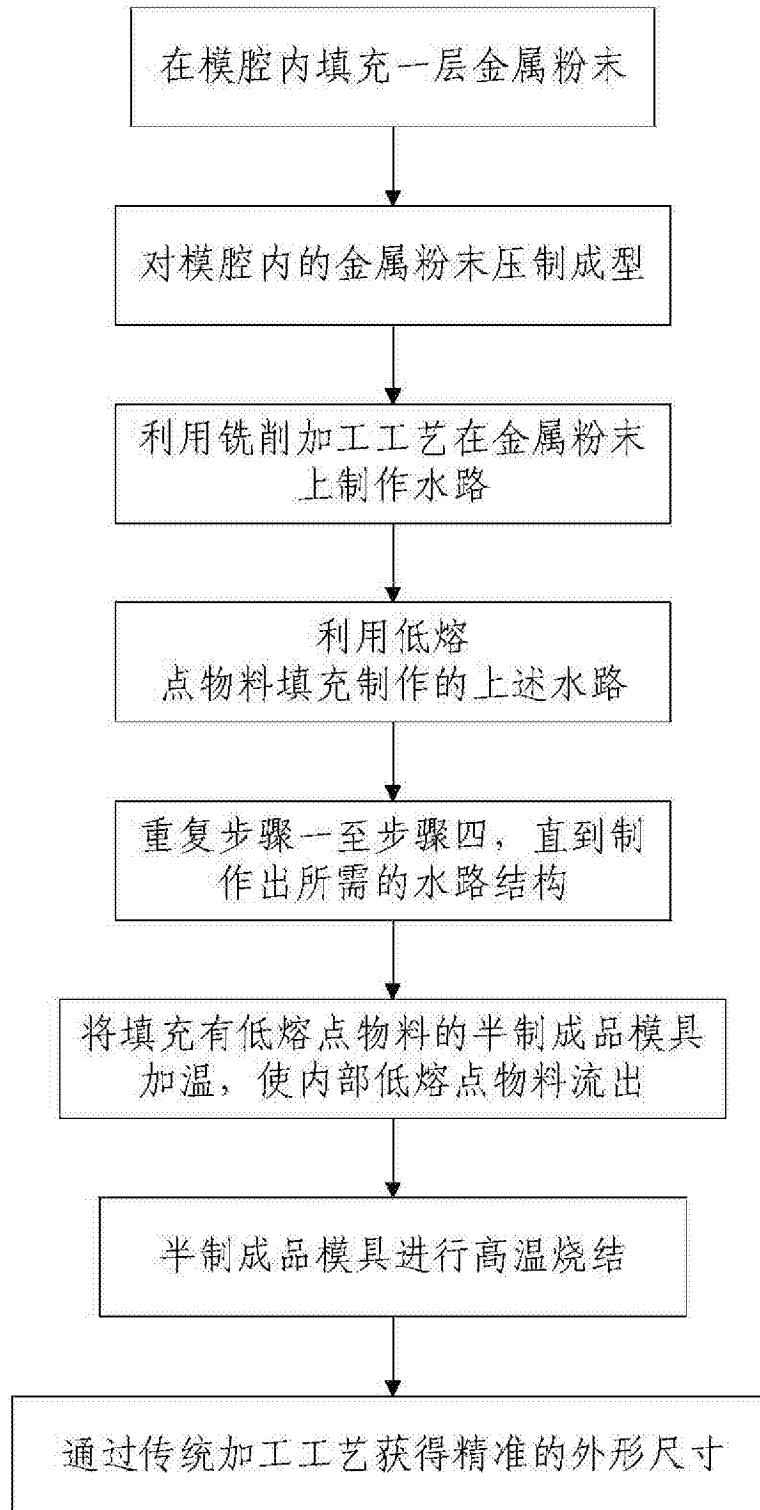 在模腔内填充一层金属粉末
对模腔内的金属粉末压制成型
利用铣削加工工艺在金属粉末
上制作水路
利用低熔
点物料填充制作的上述水路
重复步骤一至步骤四，直到制
作出所需的水路结构
将填充有低熔点物料的半制成品模具
加温，使内部低熔点物料流出
半制成品模具进行高温烧结
通过传统加工工艺获得精准的外形尺寸